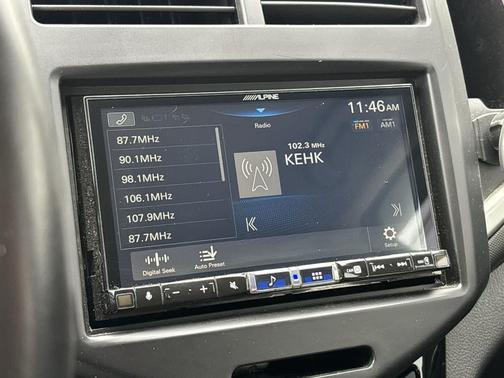 ALPINE
11:46AM
Radio
FM1 AM1
87.7MHz
90.1MHz
98.1MHz
106.1MHz
107.9MHz
87.7MHz
102.3 MHz
KEHK
Digital Seek
Auto Preset
Setup
CAM